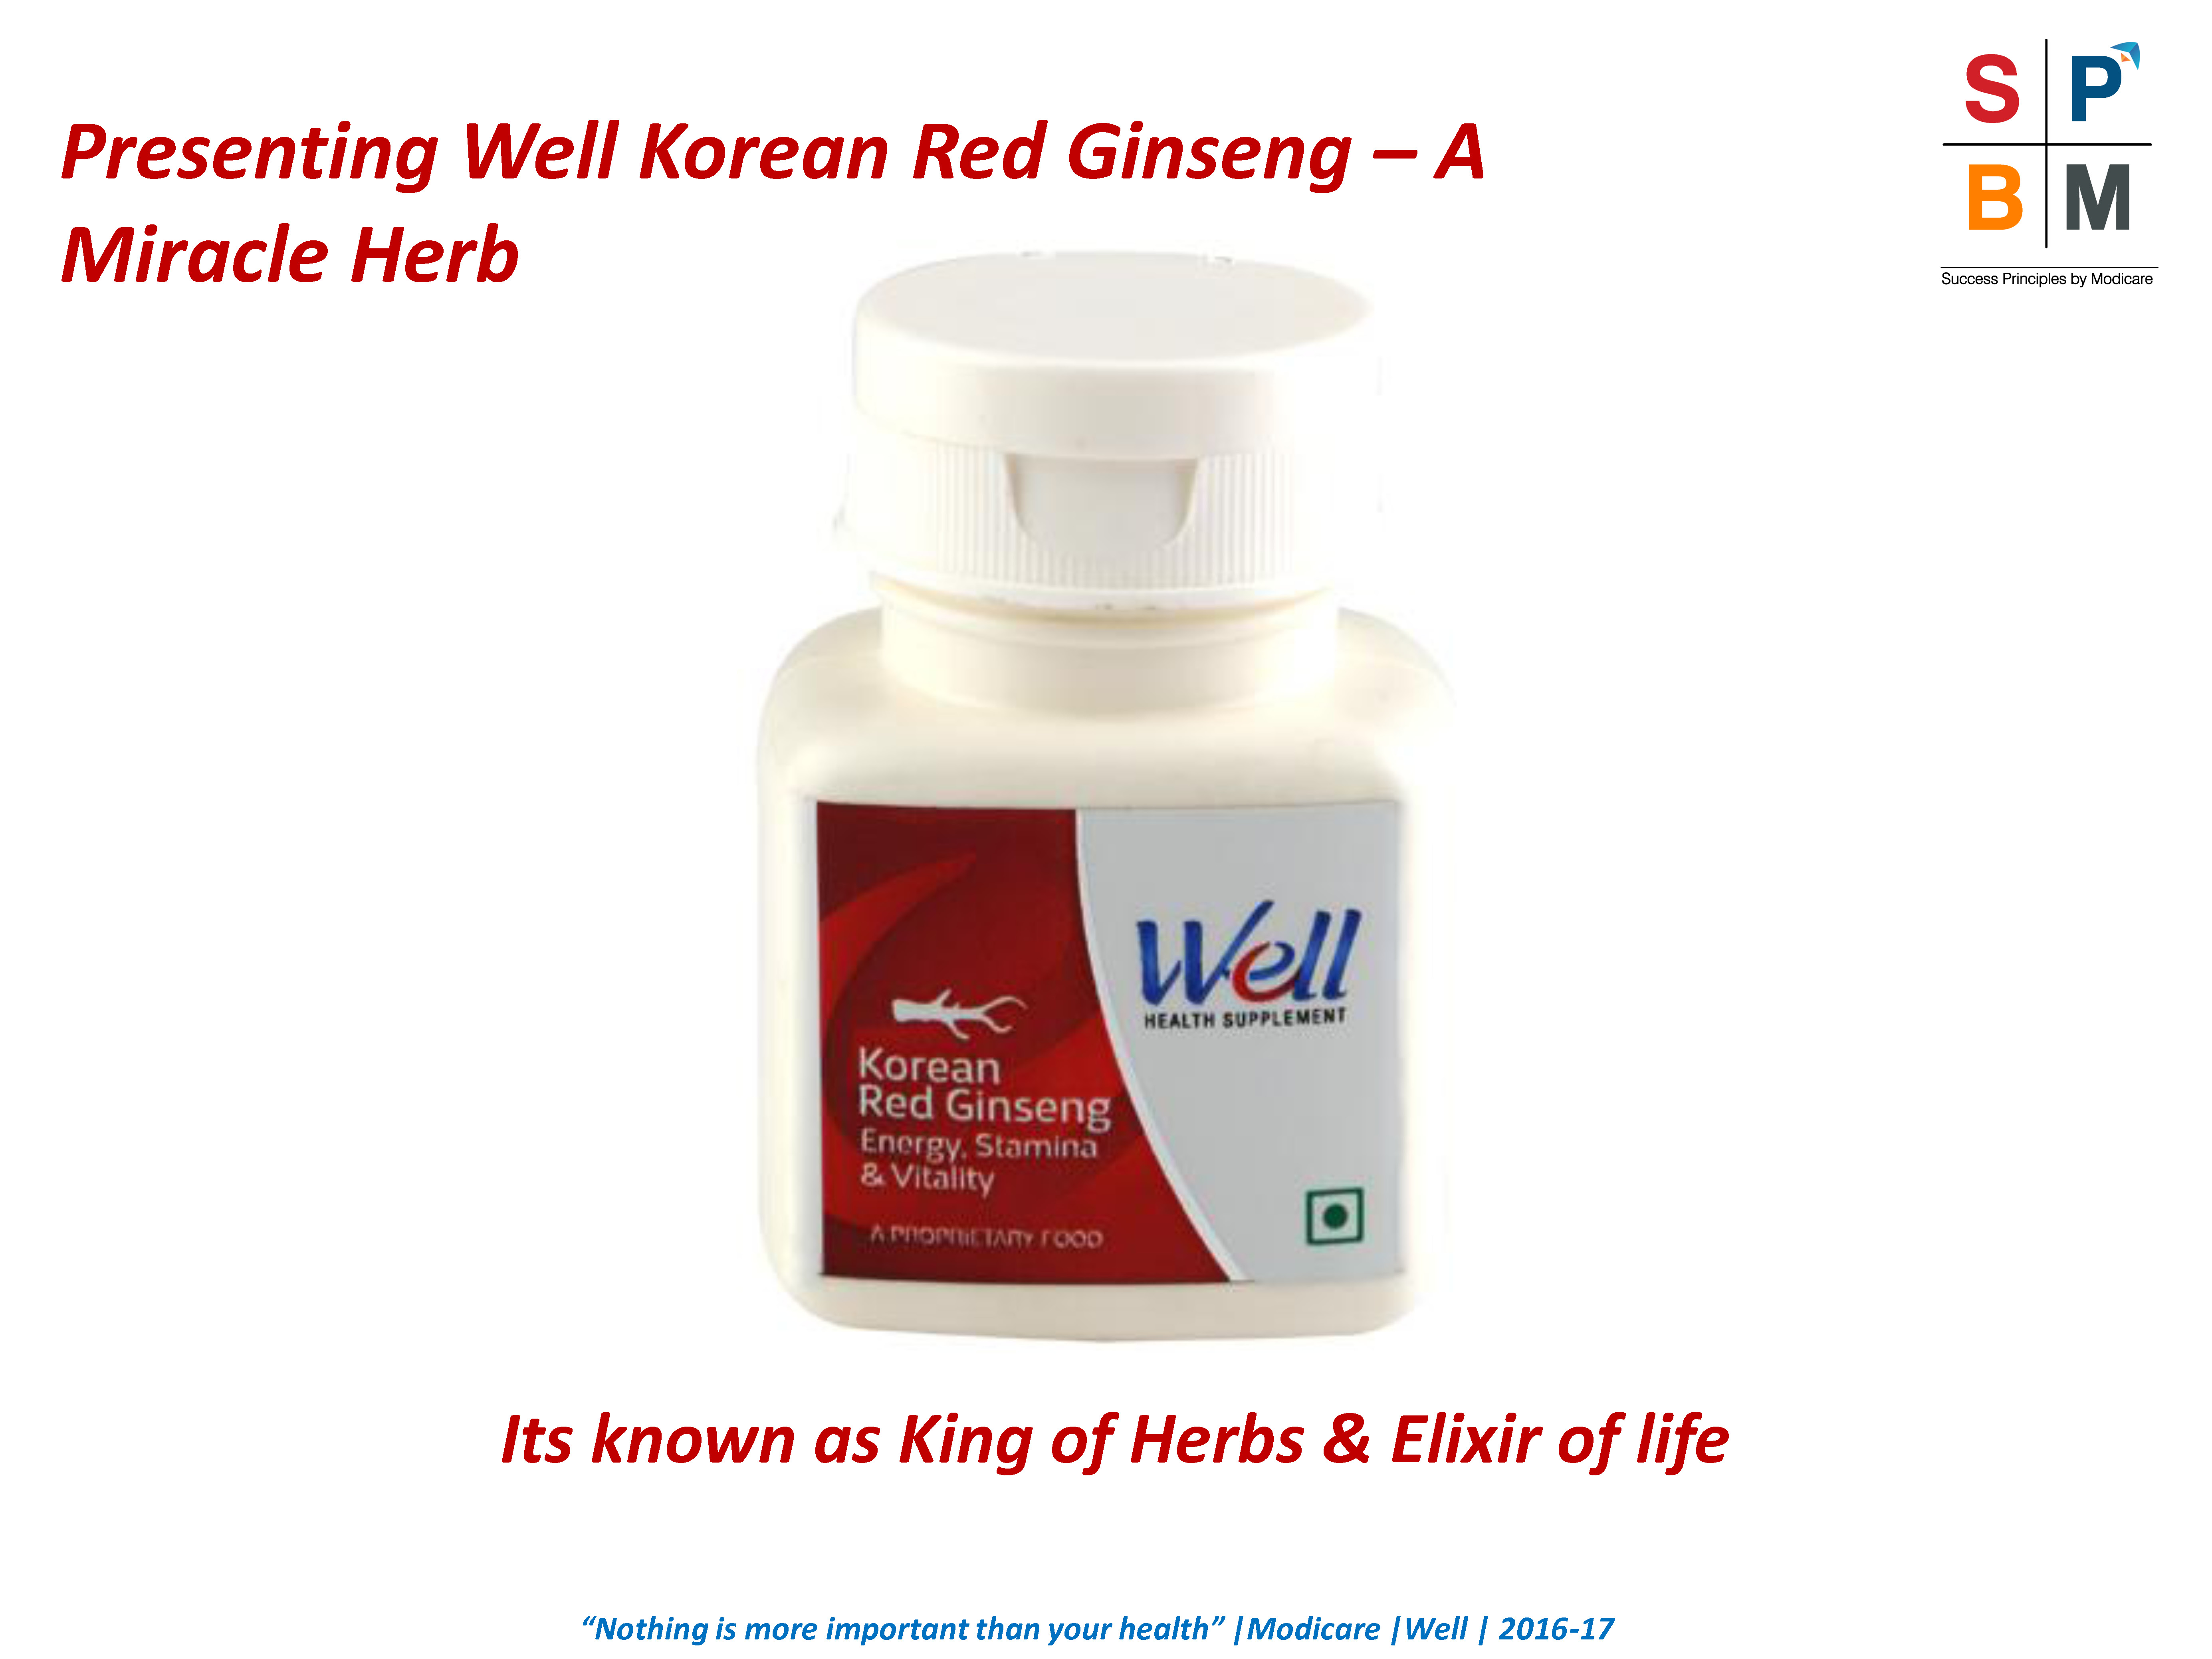 Presenting Well Korean Red Ginseng – A
Miracle Herb
S P
B M
Success Principles by Modicare
Well
HEALTH SUPPLEMENT
Korean
Red Ginseng
Energy, Stamina
& Vitality
A PROPRIETARY FOOD
Its known as King of Herbs & Elixir of life
“Nothing is more important than your health” |Modicare |Well | 2016-17